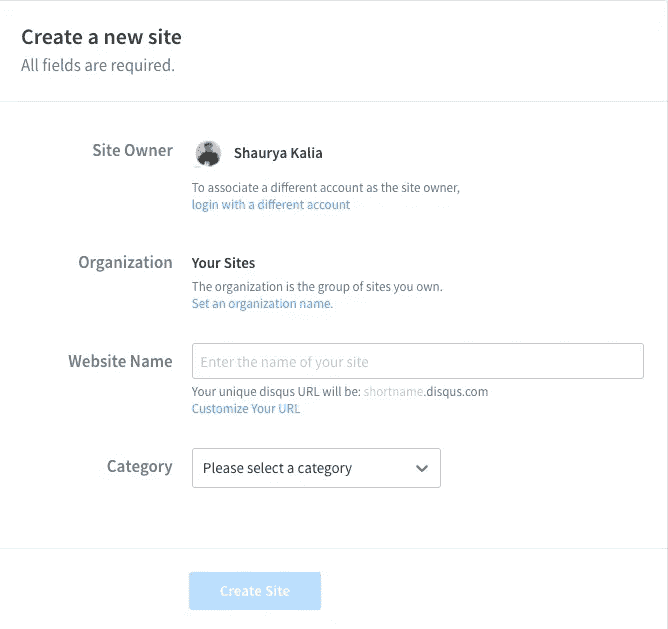 Create a new site
All fields are required.
Site Owner
Shaurya Kalia
To associate a different account as the site owner,
login with a different account
Organization
Your Sites
The organization is the group of sites you own.
Set an organization name.
Website Name
Enter the name of your site
Your unique disqus URL will be: shortname.disqus.com
Customize Your URL
Category
Please select a category
Create Site